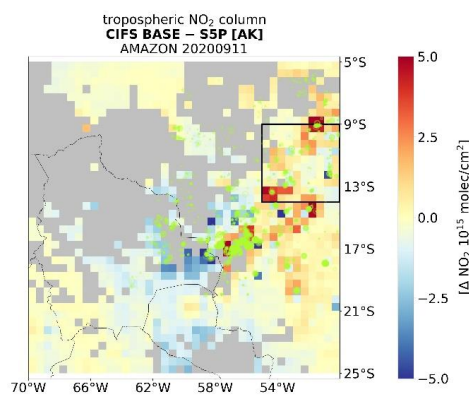 tropospheric NO₂ column
CIFS BASE − S5P [AK]
AMAZON 20200911
5°S
9°S
13°S
17°S
21°S
25°S
70°W 66°W 62°W 58°W 54°W
5.0
2.5
0.0
−2.5
−5.0
[Δ NO₂ 10¹⁵ molec/cm²]